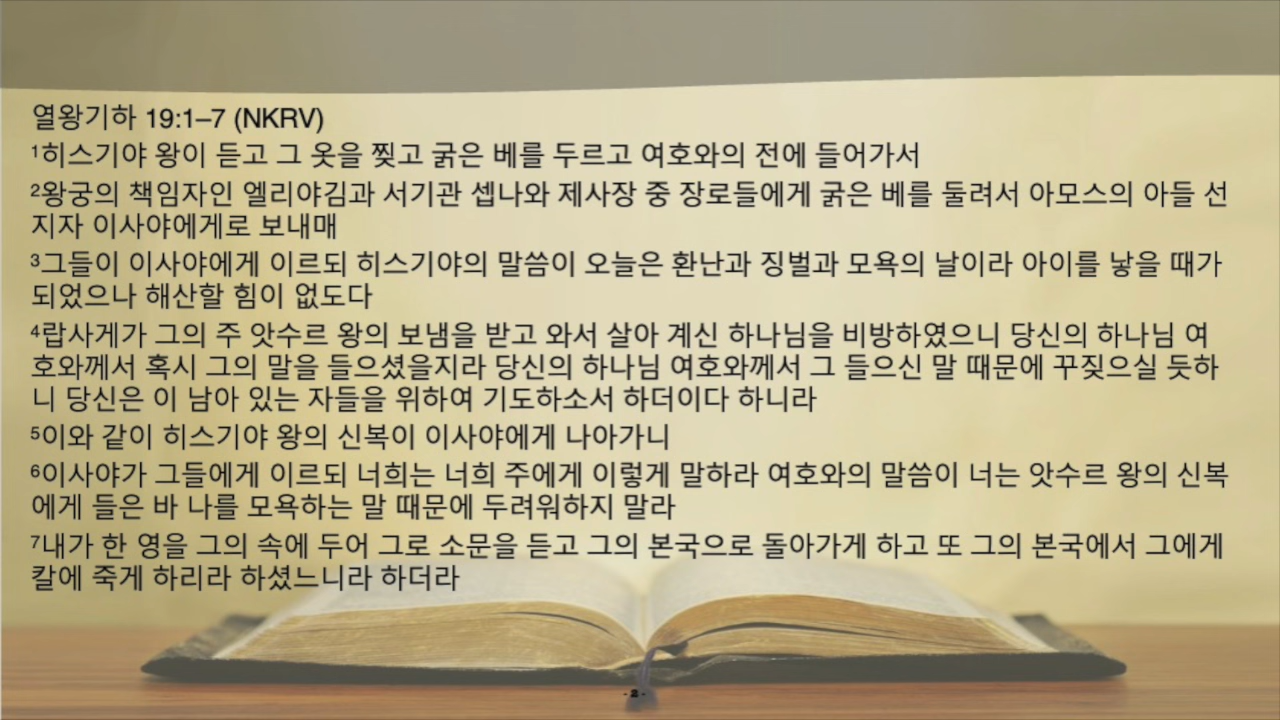 열왕기하 19:1–7 (NKRV)
¹히스기야 왕이 듣고 그 옷을 찢고 굵은 베를 두르고 여호와의 전에 들어가서
²왕궁의 책임자인 엘리야김과 서기관 셉나와 제사장 중 장로들에게 굵은 베를 둘려서 아모스의 아들 선
지자 이사야에게로 보내매
³그들이 이사야에게 이르되 히스기야의 말씀이 오늘은 환난과 징벌과 모욕의 날이라 아이를 낳을 때가
되었으나 해산할 힘이 없도다
⁴랍사게가 그의 주 앗수르 왕의 보냄을 받고 와서 살아 계신 하나님을 비방하였으니 당신의 하나님 여
호와께서 혹시 그의 말을 들으셨을지라 당신의 하나님 여호와께서 그 들으신 말 때문에 꾸짖으실 듯하
니 당신은 이 남아 있는 자들을 위하여 기도하소서 하더이다 하니라
⁵이와 같이 히스기야 왕의 신복이 이사야에게 나아가니
⁶이사야가 그들에게 이르되 너희는 너희 주에게 이렇게 말하라 여호와의 말씀이 너는 앗수르 왕의 신복
에게 들은 바 나를 모욕하는 말 때문에 두려워하지 말라
⁷내가 한 영을 그의 속에 두어 그로 소문을 듣고 그의 본국으로 돌아가게 하고 또 그의 본국에서 그에게
칼에 죽게 하리라 하셨느니라 하더라
- 2 -